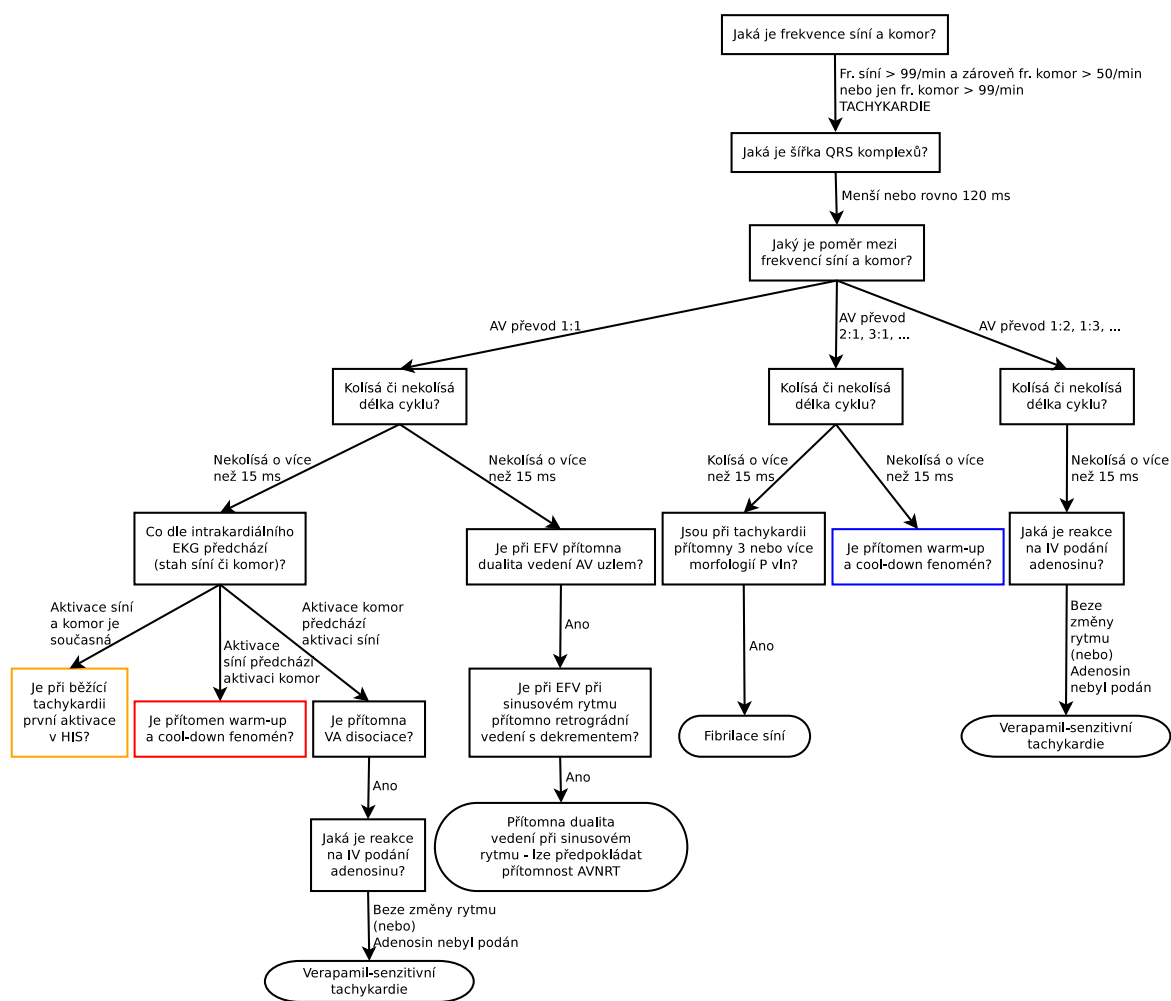 Jaká je frekvence síní a komor?
Fr. síní > 99/min a zároveň fr. komor > 50/min
nebo jen fr. komor > 99/min
TACHYKARDIE
Jaká je šířka QRS komplexů?
Menší nebo rovno 120 ms
Jaký je poměr mezi
frekvencí síní a komor?
AV převod 1:1
AV převod
2:1, 3:1, ...
AV převod 1:2, 1:3, ...
Kolísá či nekolísá
délka cyklu?
Kolísá či nekolísá
délka cyklu?
Kolísá či nekolísá
délka cyklu?
Nekolísá o více
než 15 ms
Nekolísá o více
než 15 ms
Kolísá o více
než 15 ms
Nekolísá o více
než 15 ms
Nekolísá o více
než 15 ms
Co dle intrakardiálního
EKG předchází
(stah síní či komor)?
Je při EFV přítomna
dualita vedení AV uzlem?
Jsou při tachykardii
přítomny 3 nebo více
morfologií P vln?
Je přítomen warm-up
a cool-down fenomén?
Jaká je reakce
na IV podání
adenosinu?
Aktivace síní
a komor je
současná
Aktivace
síní předchází
aktivaci komor
Aktivace komor
předchází
aktivaci síní
Ano
Ano
Beze
změny
rytmu
(nebo)
Adenosin
nebyl podán
Je při běžící
tachykardii
první aktivace
v HIS?
Je přítomen warm-up
a cool-down fenomén?
Je přítomna
VA disociace?
Je při EFV při
sinusovém rytmu
přítomno retrográdní
vedení s dekrementem?
Fibrilace síní
Verapamil-senzitivní
tachykardie
Ano
Ano
Jaká je reakce
na IV podání
adenosinu?
Přítomna dualita
vedení při sinusovém
rytmu - lze předpokládat
přítomnost AVNRT
Beze změny rytmu
(nebo)
Adenosin nebyl podán
Verapamil-senzitivní
tachykardie